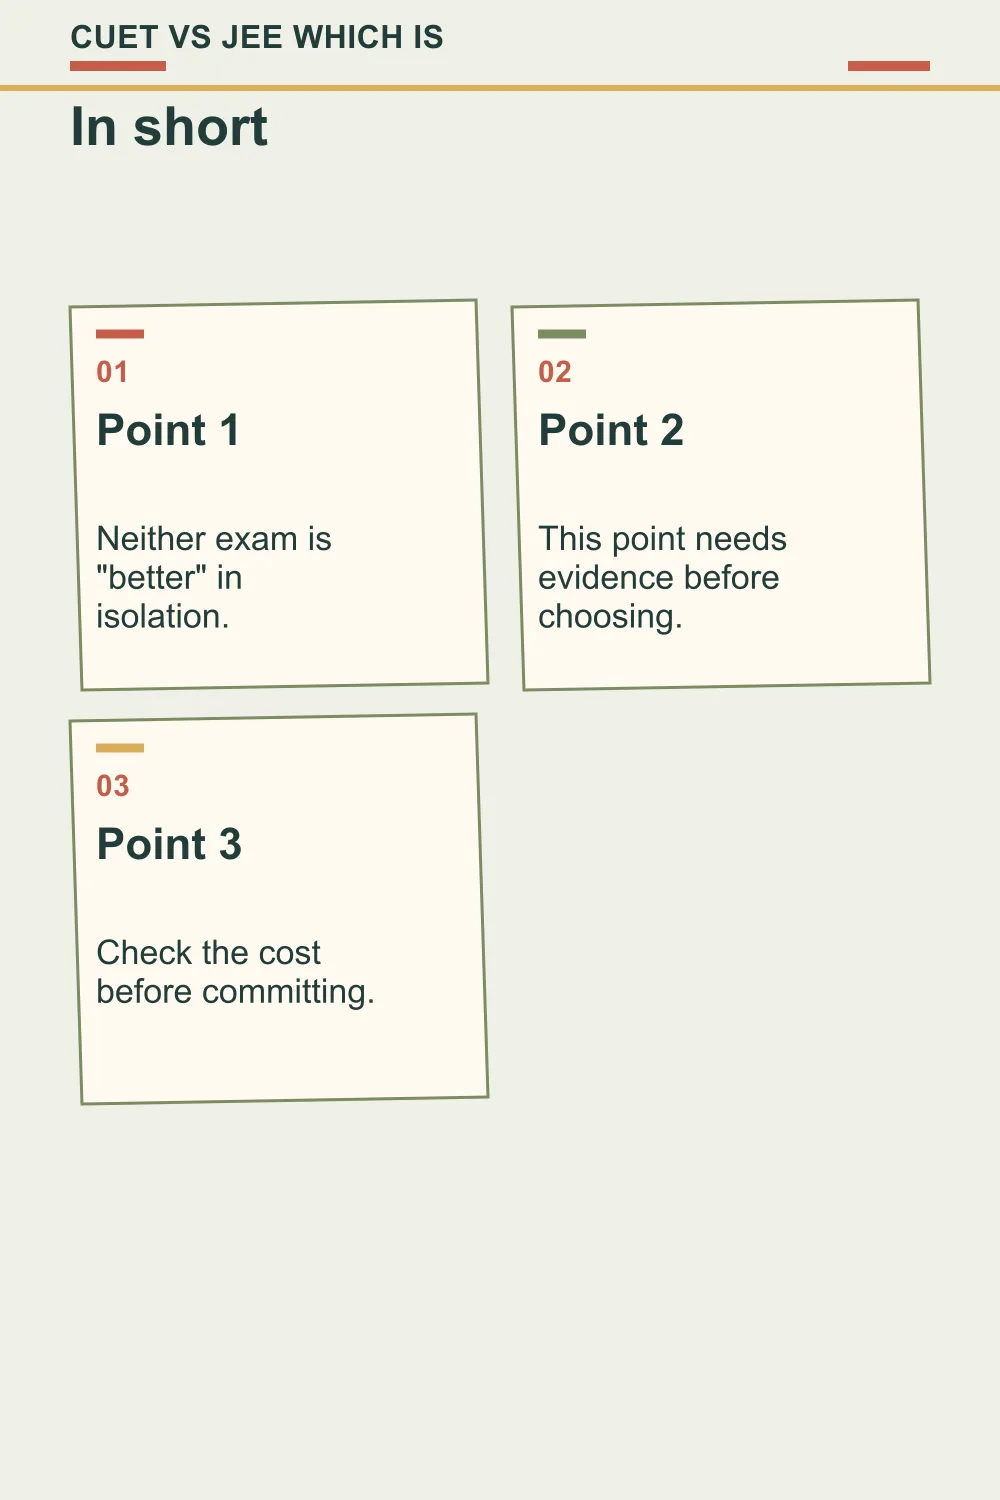 CUET VS JEE WHICH IS
In short
01
Point 1
Neither exam is
"better" in
isolation.
02
Point 2
This point needs
evidence before
choosing.
03
Point 3
Check the cost
before committing.